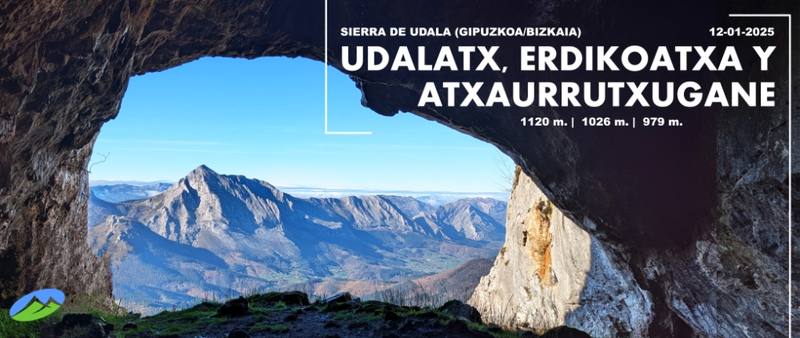 SIERRA DE UDALA (GIPUZKOA/BIZKAIA) 12-01-2025
UDALATX, ERDIKOATXA Y
ATXAURRUTXUGANE
1120 m. | 1026 m. | 979 m.